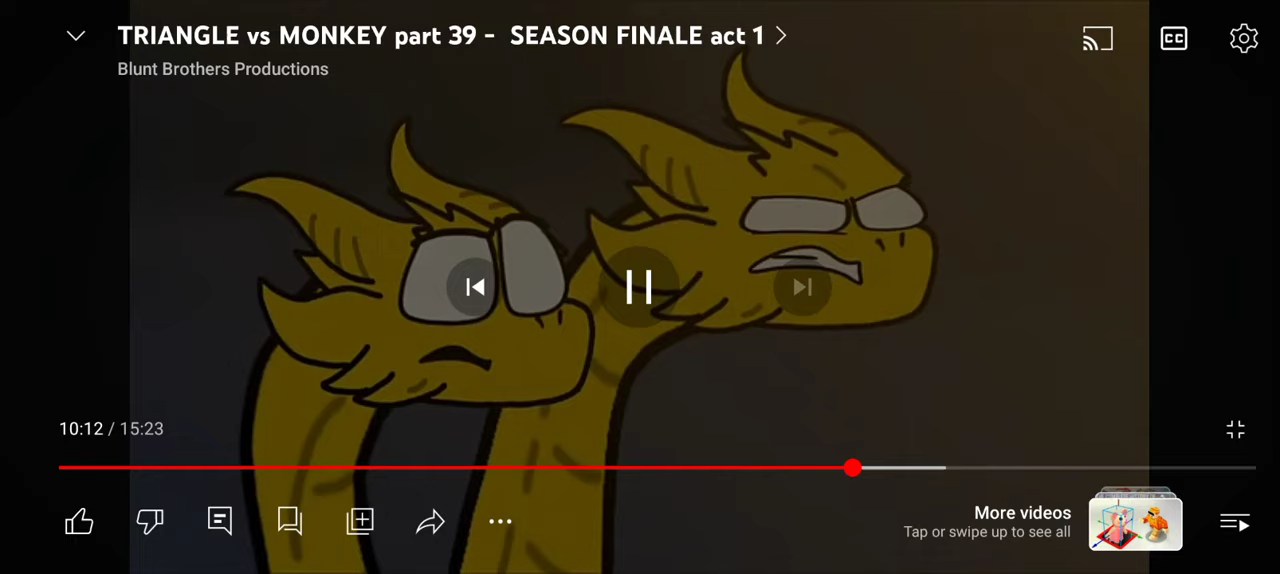 TRIANGLE vs MONKEY part 39 - SEASON FINALE act 1
Blunt Brothers Productions
CC
10:12 / 15:23
More videos
Tap or swipe up to see all